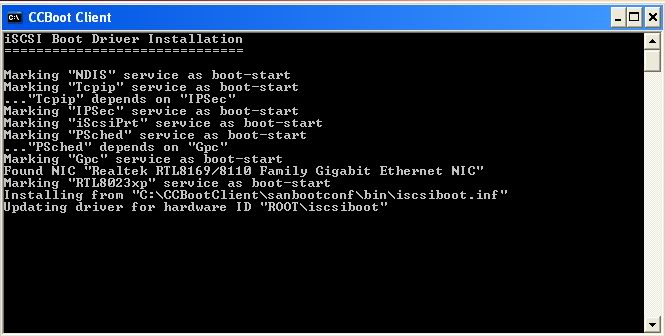 CCBoot Client
iSCSI Boot Driver Installation
==============================
Marking "NDIS" service as boot-start
Marking "Tcpip" service as boot-start
..."Tcpip" depends on "IPSec"
Marking "IPSec" service as boot-start
Marking "iScsiPrt" service as boot-start
Marking "PSched" service as boot-start
..."PSched" depends on "Gpc"
Marking "Gpc" service as boot-start
Found NIC "Realtek RTL8169/8110 Family Gigabit Ethernet NIC"
Marking "RTL8023xp" service as boot-start
Installing from "C:\CCBootClient\sanbootconf\bin\iscsiboot.inf"
Updating driver for hardware ID "ROOT\iscsiboot"